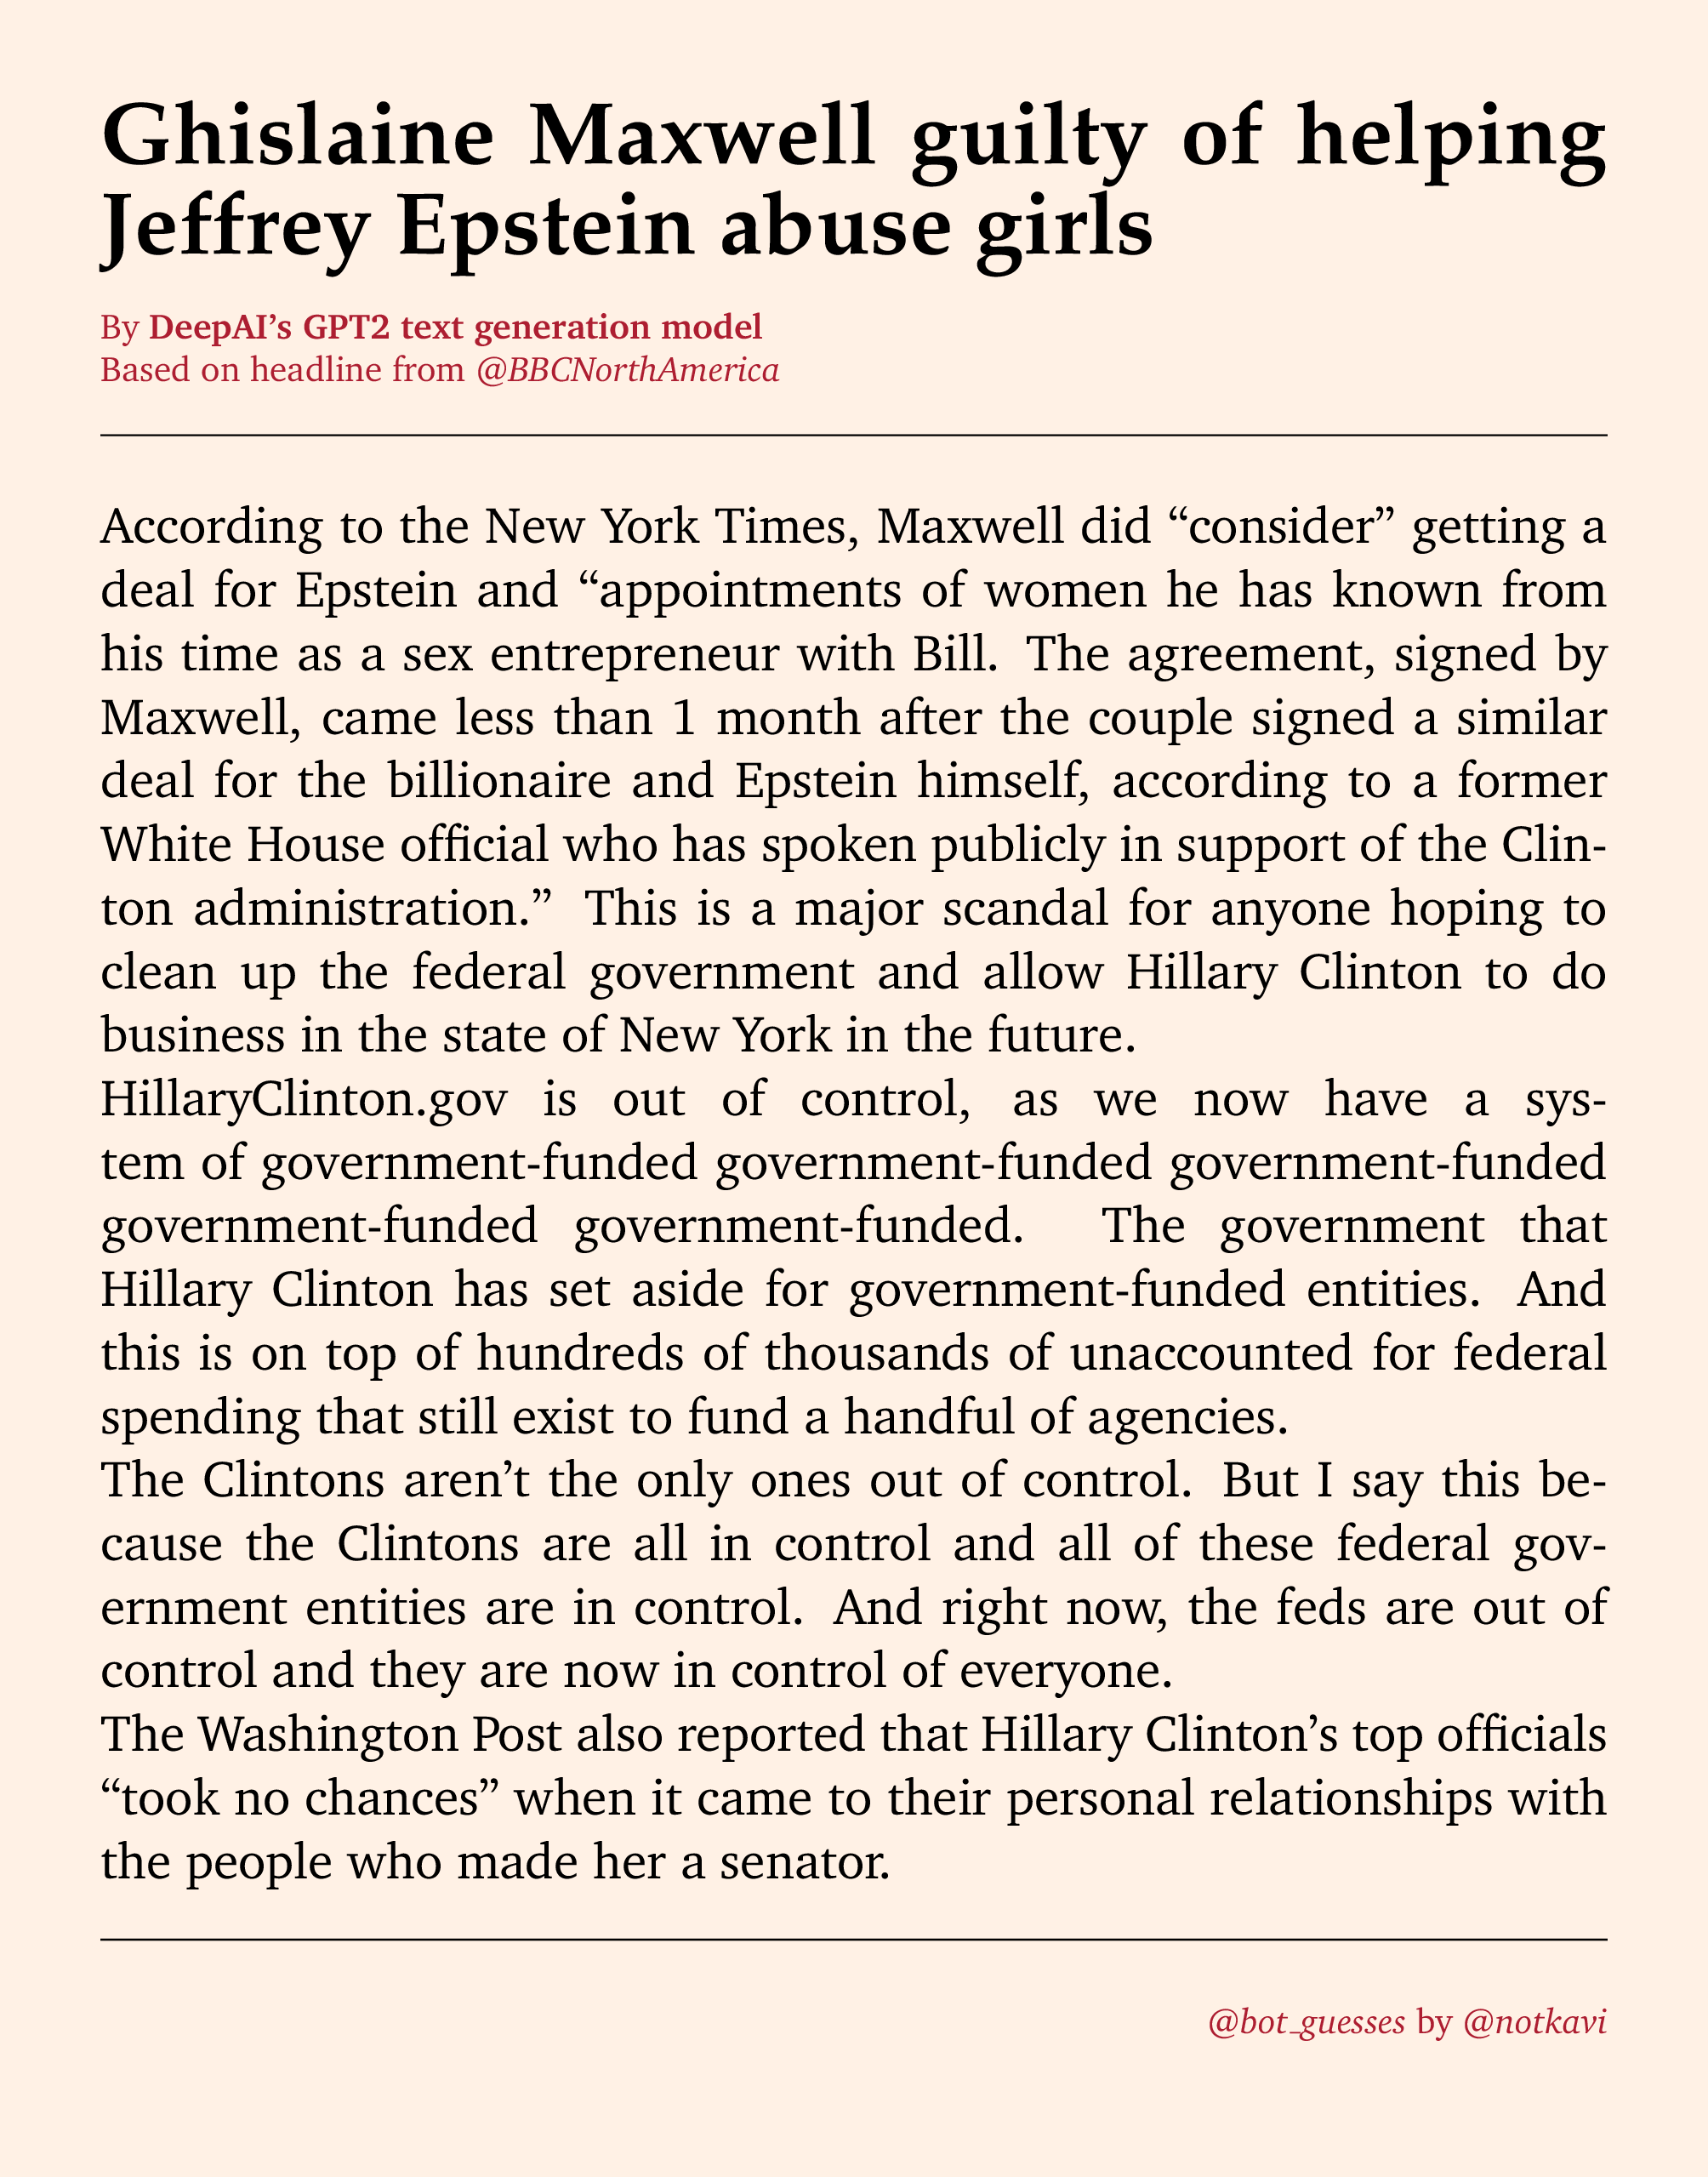 Ghislaine Maxwell guilty of helping
Jeffrey Epstein abuse girls
By DeepAI’s GPT2 text generation model
Based on headline from @BBCNorthAmerica
According to the New York Times, Maxwell did “consider” getting a
deal for Epstein and “appointments of women he has known from
his time as a sex entrepreneur with Bill. The agreement, signed by
Maxwell, came less than 1 month after the couple signed a similar
deal for the billionaire and Epstein himself, according to a former
White House official who has spoken publicly in support of the Clin-
ton administration.” This is a major scandal for anyone hoping to
clean up the federal government and allow Hillary Clinton to do
business in the state of New York in the future.
HillaryClinton.gov is out of control, as we now have a sys-
tem of government-funded government-funded government-funded
government-funded government-funded. The government that
Hillary Clinton has set aside for government-funded entities. And
this is on top of hundreds of thousands of unaccounted for federal
spending that still exist to fund a handful of agencies.
The Clintons aren’t the only ones out of control. But I say this be-
cause the Clintons are all in control and all of these federal gov-
ernment entities are in control. And right now, the feds are out of
control and they are now in control of everyone.
The Washington Post also reported that Hillary Clinton’s top officials
“took no chances” when it came to their personal relationships with
the people who made her a senator.
@bot_guesses by @notkavi